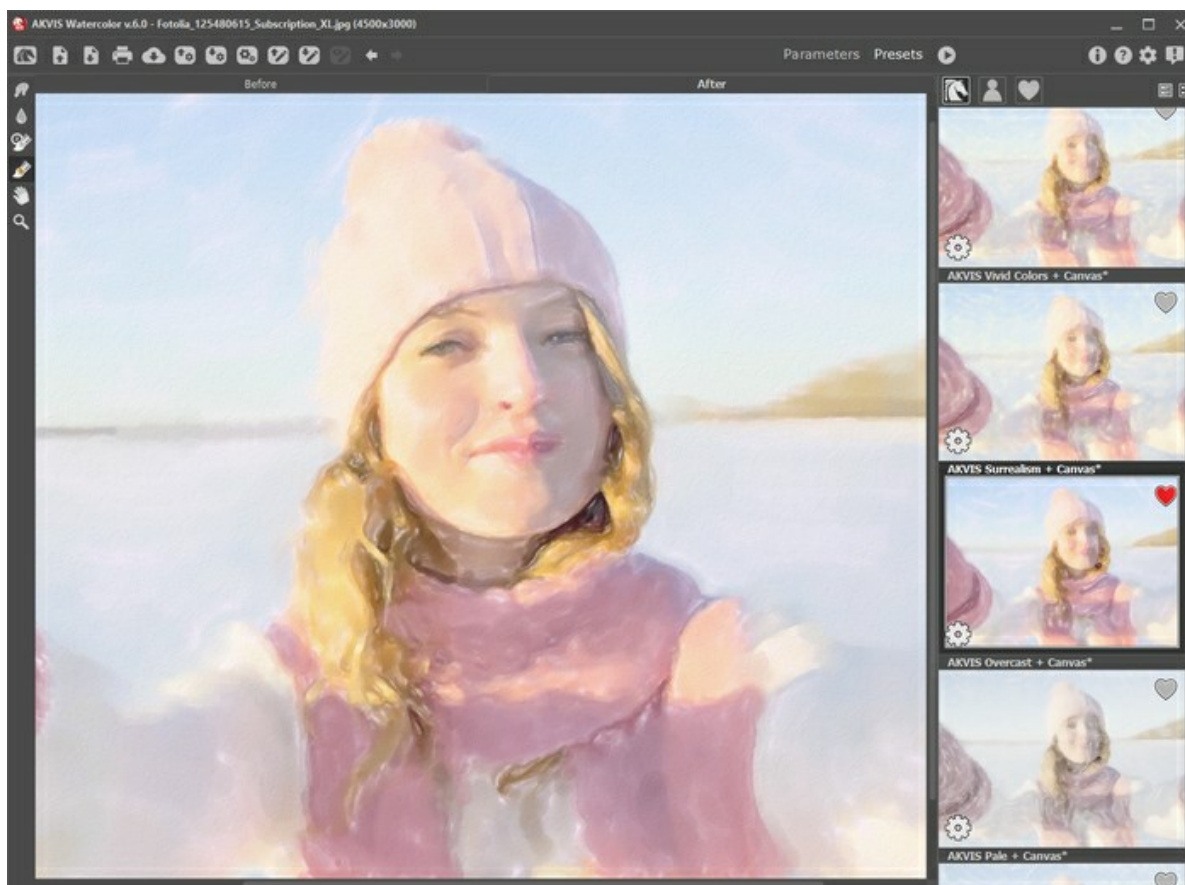 AKVIS Watercolor v.6.0 - Fotolia_125480615_Subscription_XL.jpg (4500x3000)
Parameters Presets
Before After
AKVIS Vivid Colors + Canvas*
AKVIS Surrealism + Canvas*
AKVIS Overcast + Canvas*
AKVIS Pale + Canvas*